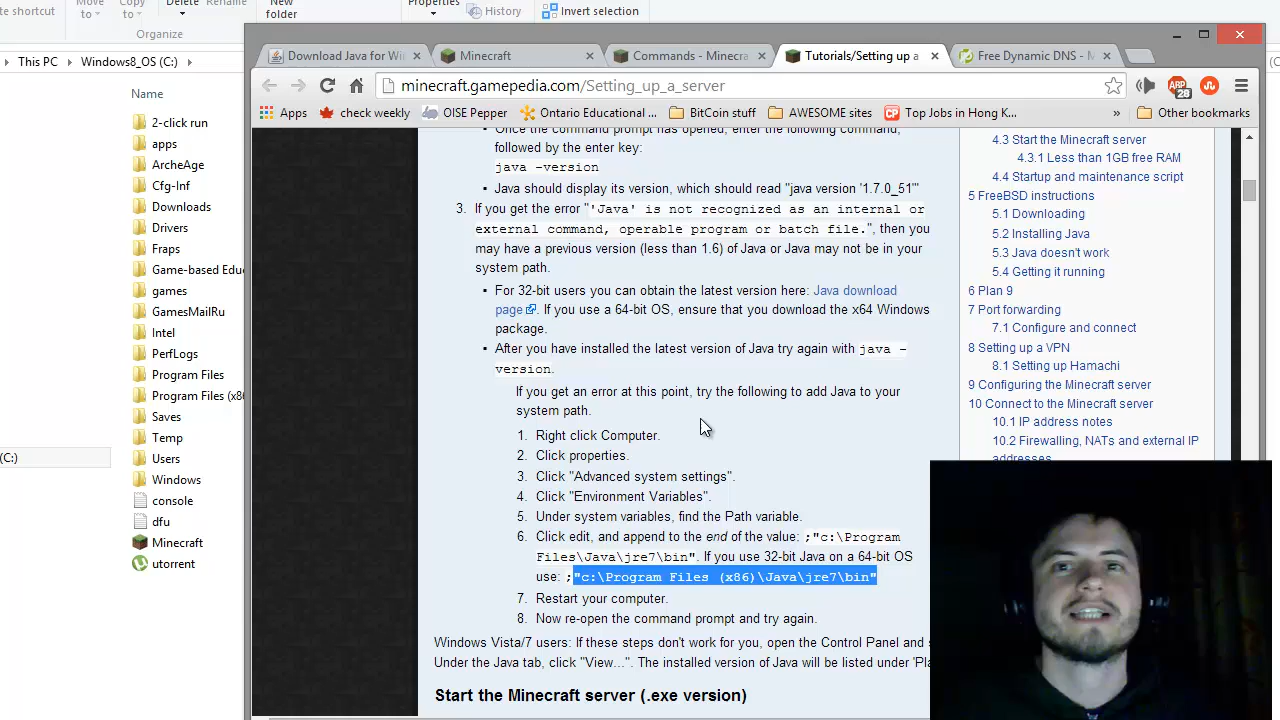 te shortcut
Move to
Copy to
Delete
Rename
New folder
Properties
History
Invert selection
Organize
This PC
Windows8_OS (C:)
Name
2-click run
apps
ArcheAge
Cfg-Inf
Downloads
Drivers
Fraps
Game-based Edu
games
GamesMailRu
Intel
PerfLogs
Program Files
Program Files (x86
Saves
Temp
Users
Windows
console
dfu
Minecraft
utorrent
(C:)
Download Java for Win
Minecraft
Commands - Minecra
Tutorials/Setting up a
Free Dynamic DNS - M
minecraft.gamepedia.com/Setting_up_a_server
ABP
28
Apps
check weekly
OISE Pepper
Ontario Educational ...
BitCoin stuff
AWESOME sites
CP Top Jobs in Hong K...
»
Other bookmarks
Once the command prompt has opened, enter the following command,
followed by the enter key:
java -version
Java should display its version, which should read "java version '1.7.0_51'"
3. If you get the error "'Java' is not recognized as an internal or
external command, operable program or batch file.", then you
may have a previous version (less than 1.6) of Java or Java may not be in your
system path.
For 32-bit users you can obtain the latest version here: Java download
page. If you use a 64-bit OS, ensure that you download the x64 Windows
package.
After you have installed the latest version of Java try again with java -
version.
If you get an error at this point, try the following to add Java to your
system path.
1. Right click Computer.
2. Click properties.
3. Click "Advanced system settings".
4. Click "Environment Variables".
5. Under system variables, find the Path variable.
6. Click edit, and append to the end of the value: ;"c:\Program
Files\Java\jre7\bin". If you use 32-bit Java on a 64-bit OS
use: ;"c:\Program Files (x86)\Java\jre7\bin"
7. Restart your computer.
8. Now re-open the command prompt and try again.
Windows Vista/7 users: If these steps don't work for you, open the Control Panel and s
Under the Java tab, click "View...". The installed version of Java will be listed under 'Pla
Start the Minecraft server (.exe version)
4.3 Start the Minecraft server
4.3.1 Less than 1GB free RAM
4.4 Startup and maintenance script
5 FreeBSD instructions
5.1 Downloading
5.2 Installing Java
5.3 Java doesn't work
5.4 Getting it running
6 Plan 9
7 Port forwarding
7.1 Configure and connect
8 Setting up a VPN
8.1 Setting up Hamachi
9 Configuring the Minecraft server
10 Connect to the Minecraft server
10.1 IP address notes
10.2 Firewalling, NATs and external IP
addresses